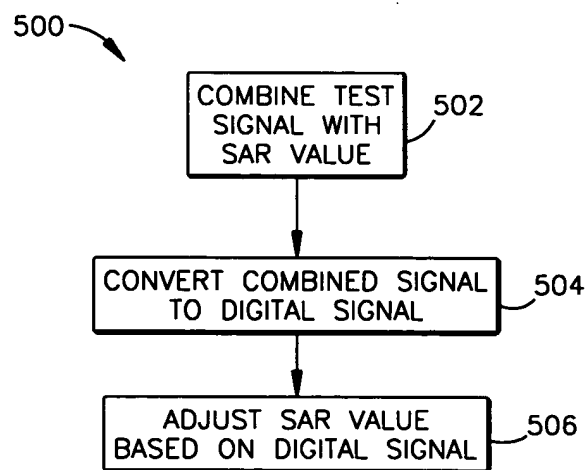 500
COMBINE TEST
SIGNAL WITH
SAR VALUE
502
CONVERT COMBINED SIGNAL
TO DIGITAL SIGNAL
504
ADJUST SAR VALUE
BASED ON DIGITAL SIGNAL
506